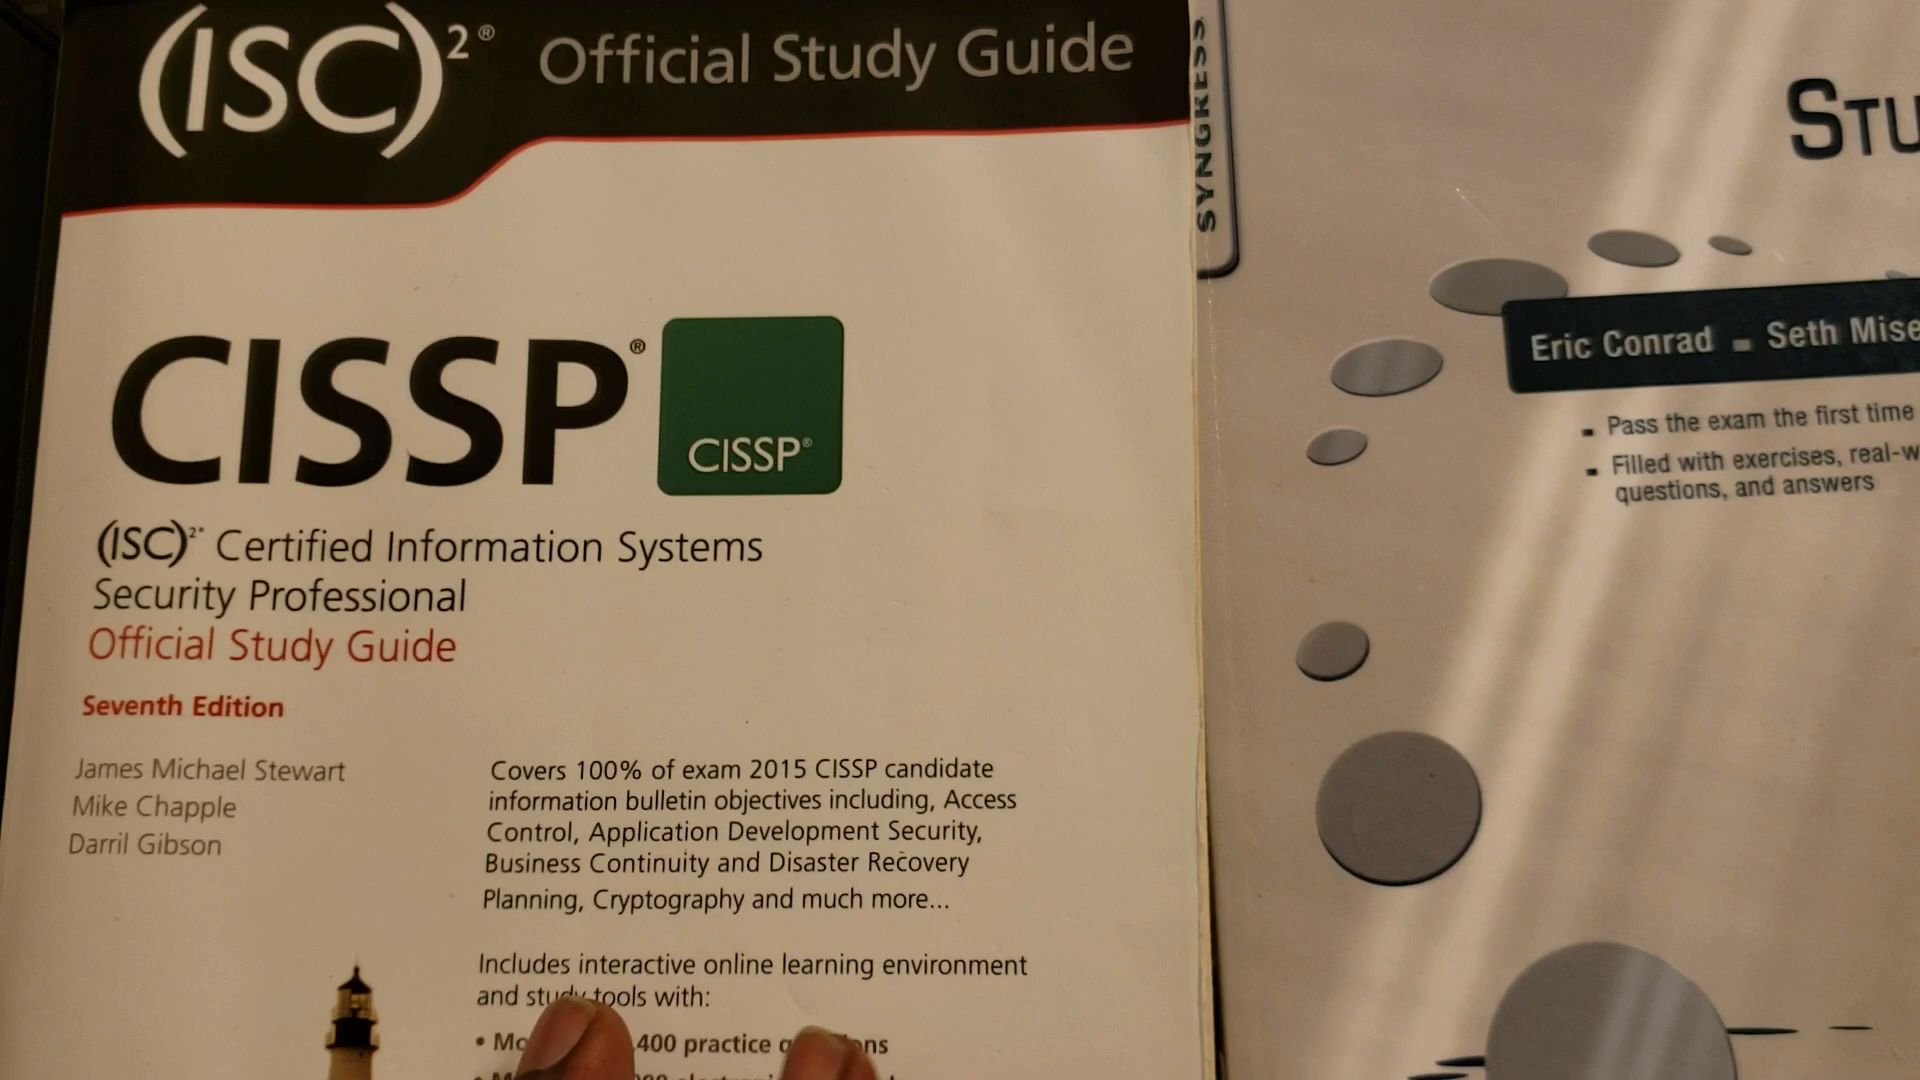 (ISC)²® Official Study Guide
CISSP®
CISSP®
(ISC)²® Certified Information Systems
Security Professional
Official Study Guide
Seventh Edition
James Michael Stewart
Mike Chapple
Darril Gibson
Covers 100% of exam 2015 CISSP candidate
information bulletin objectives including, Access
Control, Application Development Security,
Business Continuity and Disaster Recovery
Planning, Cryptography and much more...
Includes interactive online learning environment
and study tools with:
• 400 practice
SYNGRESS
STU
Eric Conrad ▪ Seth Mise
▪ Pass the exam the first time
▪ Filled with exercises, real-w
questions, and answers